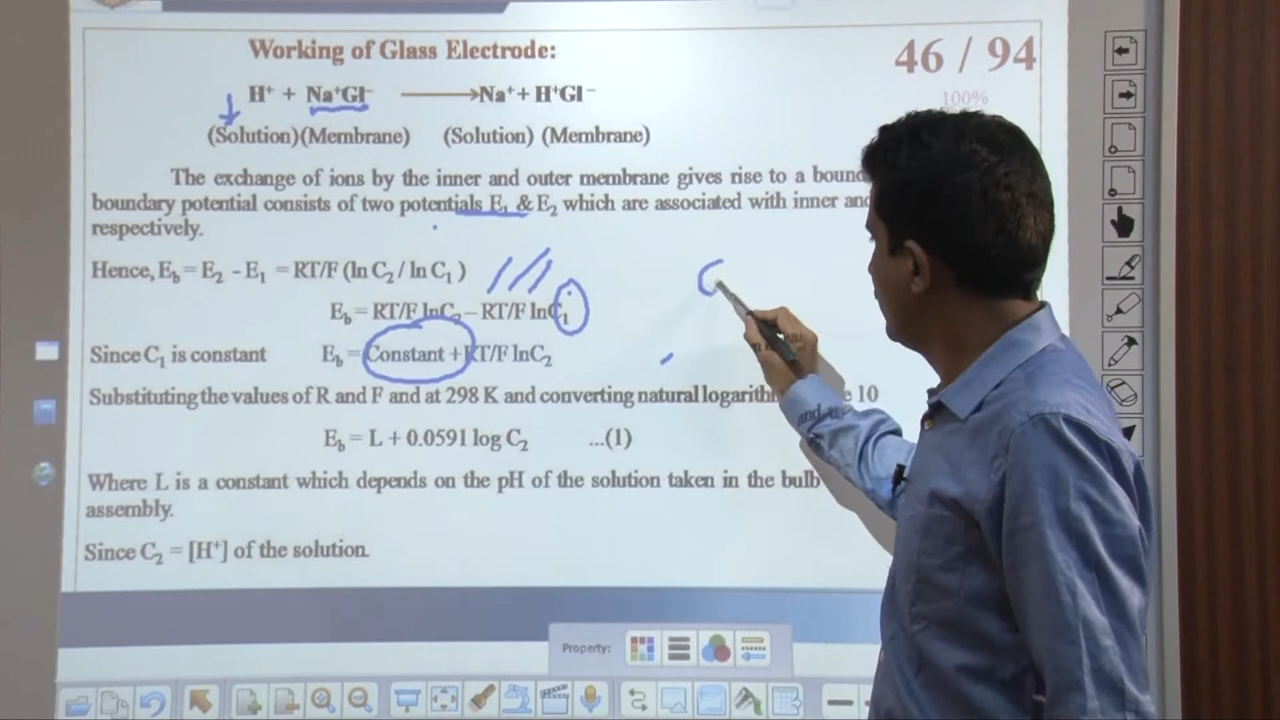 Working of Glass Electrode:
46 / 94
100%
H⁺ + Na⁺Gl⁻ → Na⁺ + H⁺Gl⁻
(Solution)(Membrane) (Solution) (Membrane)
The exchange of ions by the inner and outer membrane gives rise to a
boundary potential consists of two potentials E₁ & E₂ which are associated with inner
respectively.
Hence, E_b = E₂ - E₁ = RT/F (ln C₂ / ln C₁ )
E_b = RT/F lnC₂ – RT/F lnC₁
Since C₁ is constant E_b = Constant + RT/F lnC₂
Substituting the values of R and F and at 298 K and converting natural 10
E_b = L + 0.0591 log C₂ ...(1)
Where L is a constant which depends on the pH of the solution taken in the bulb
assembly.
Since C₂ = [H⁺] of the solution.
Property: